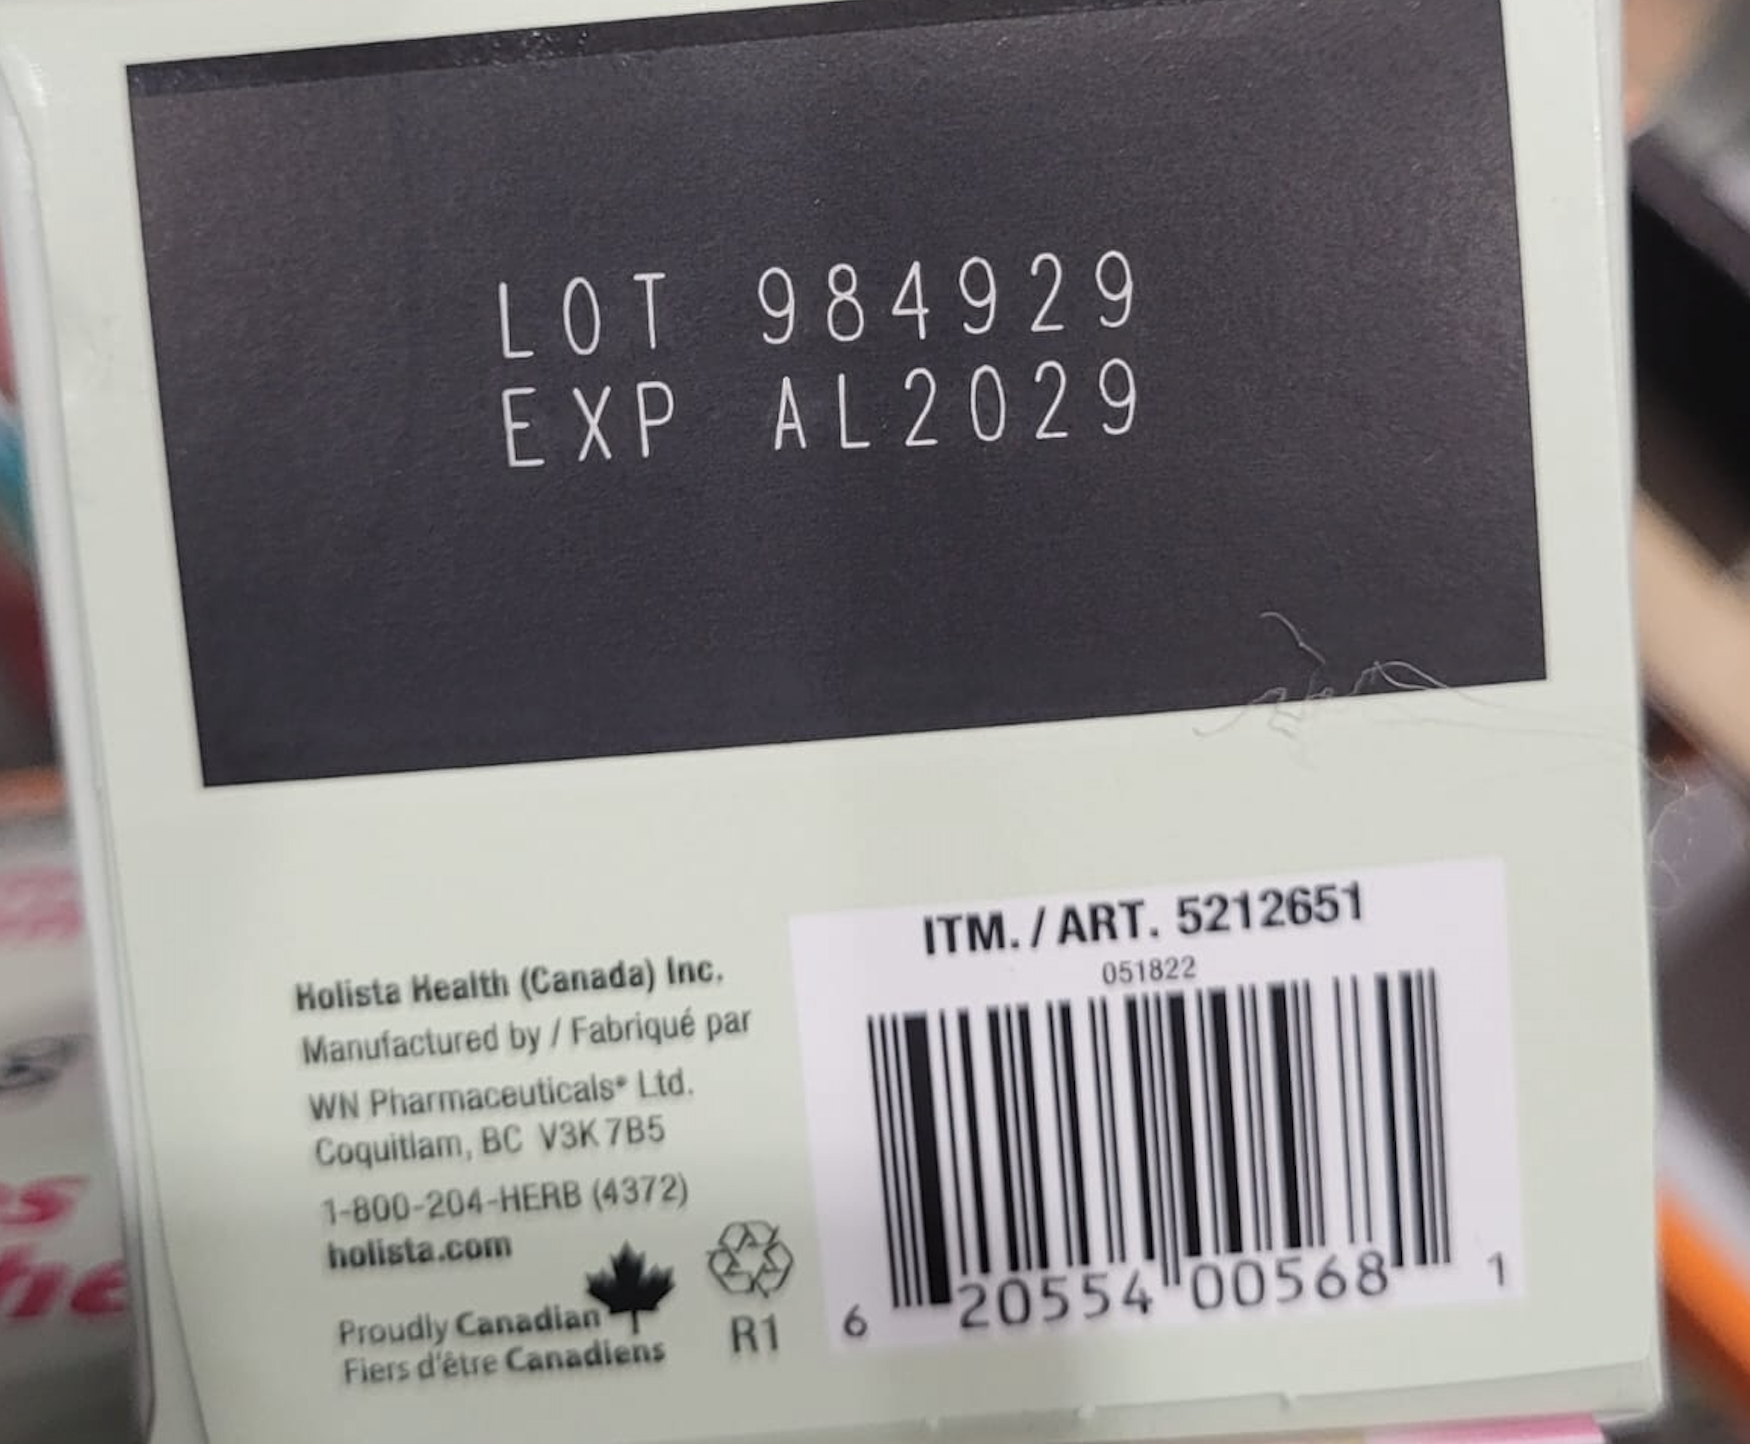 LOT 984929
EXP AL2029
ITM. / ART. 5212651
051822
6 20554 00568 1
Holista Health (Canada) Inc.
Manufactured by / Fabriqué par
WN Pharmaceuticals® Ltd.
Coquitlam, BC V3K 7B5
1-800-204-HERB (4372)
holista.com
Proudly Canadian
Fiers d'être Canadiens
R1